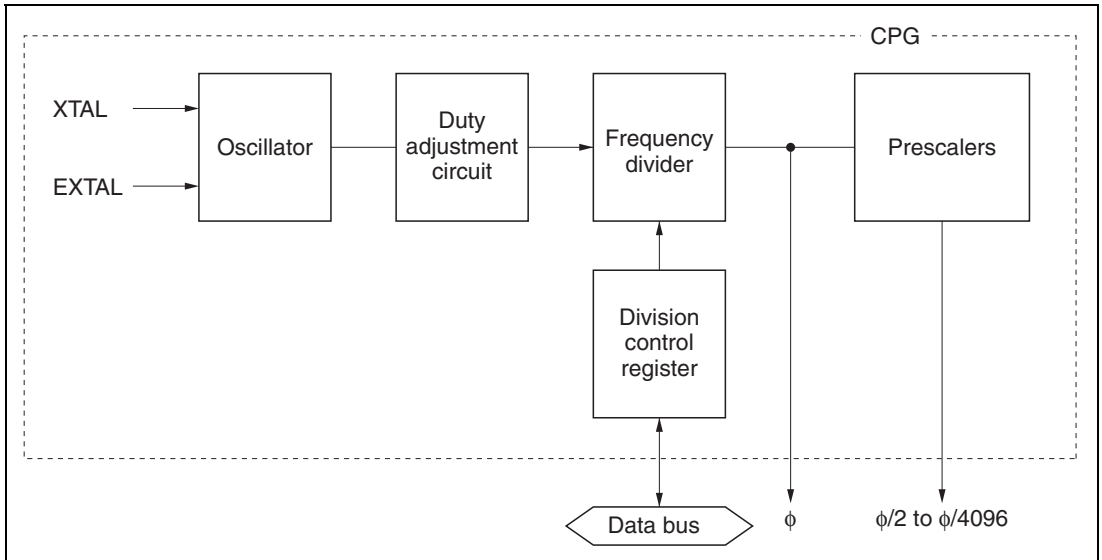 CPG
XTAL
EXTAL
Oscillator
Duty
adjustment
circuit
Frequency
divider
Prescalers
Division
control
register
Data bus
ϕ
ϕ/2 to ϕ/4096